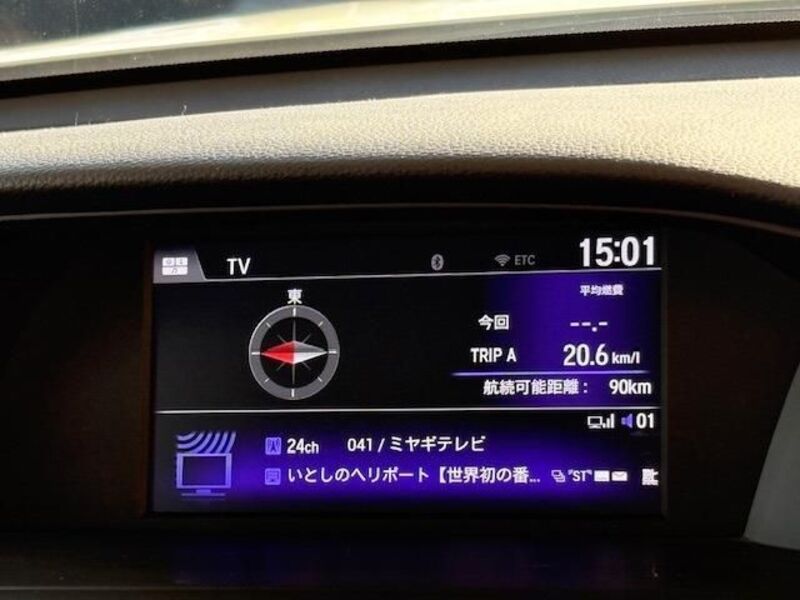 TV ETC 15:01
平均燃費
東
今回 --.-
TRIP A 20.6 km/l
航続可能距離： 90km
01
24ch 041 / ミヤギテレビ
いとしのヘリポート【世界初の番... "ST"